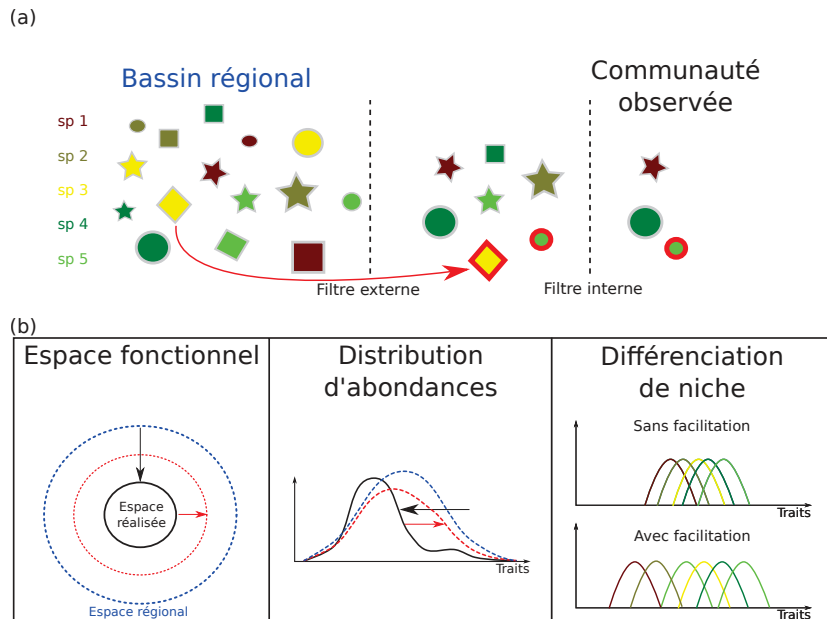 (a)
Bassin régional
Communauté
observée
sp 1
sp 2
sp 3
sp 4
sp 5
Filtre externe
Filtre interne
(b)
Espace fonctionnel
Espace
réalisée
Espace régional
Distribution
d'abondances
Traits
Différenciation
de niche
Sans facilitation
Traits
Avec facilitation
Traits